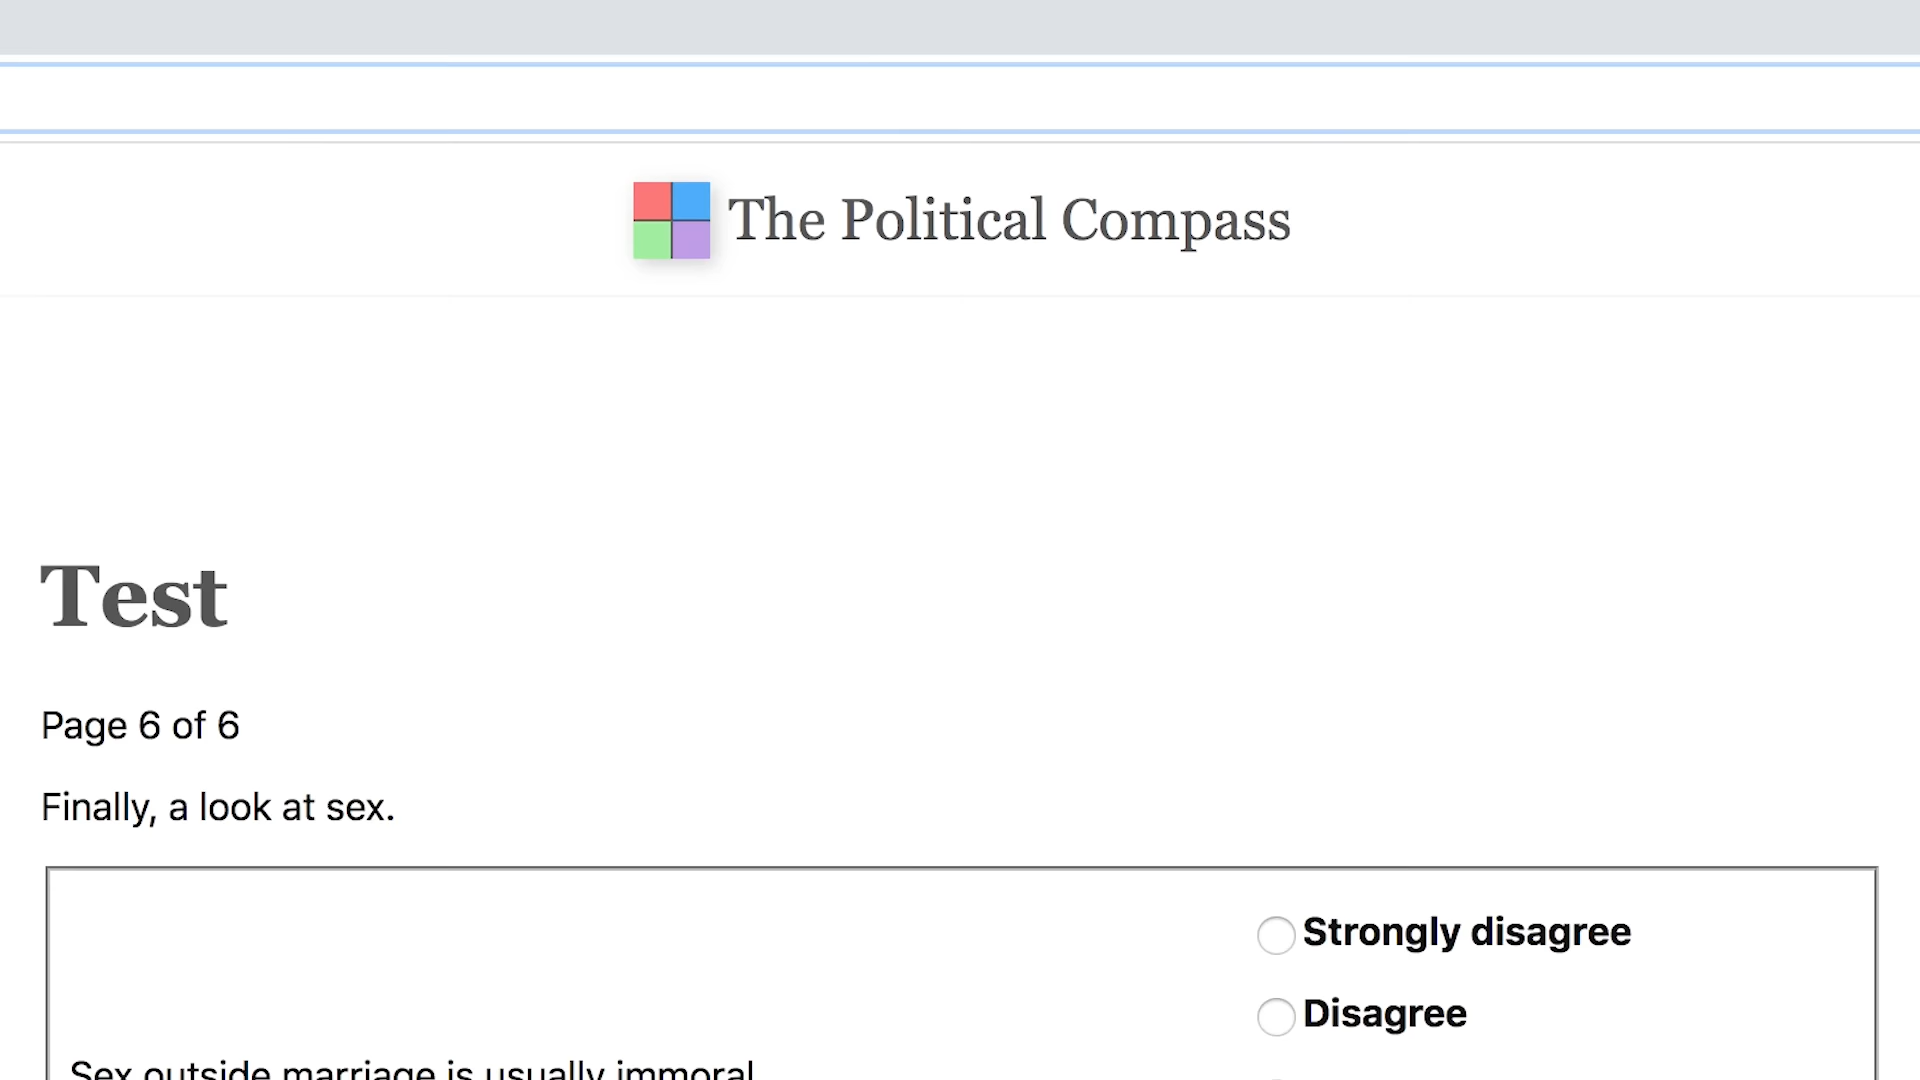 The Political Compass
Test
Page 6 of 6
Finally, a look at sex.
Strongly disagree
Disagree
Sex outside marriage is usually immoral.